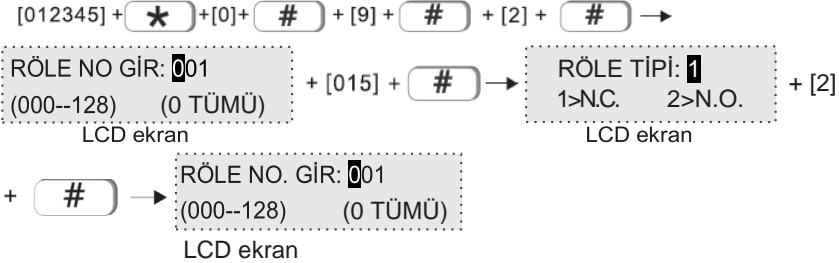 [012345] + * +[0]+ # + [9] + # + [2] + #
RÖLE NO GİR: 001
(000--128) (0 TÜMÜ)
LCD ekran
+ [015] + #
RÖLE TİPİ: 1
1>N.C. 2>N.O.
LCD ekran
+ [2]
+ #
RÖLE NO. GİR: 001
(000--128) (0 TÜMÜ)
LCD ekran